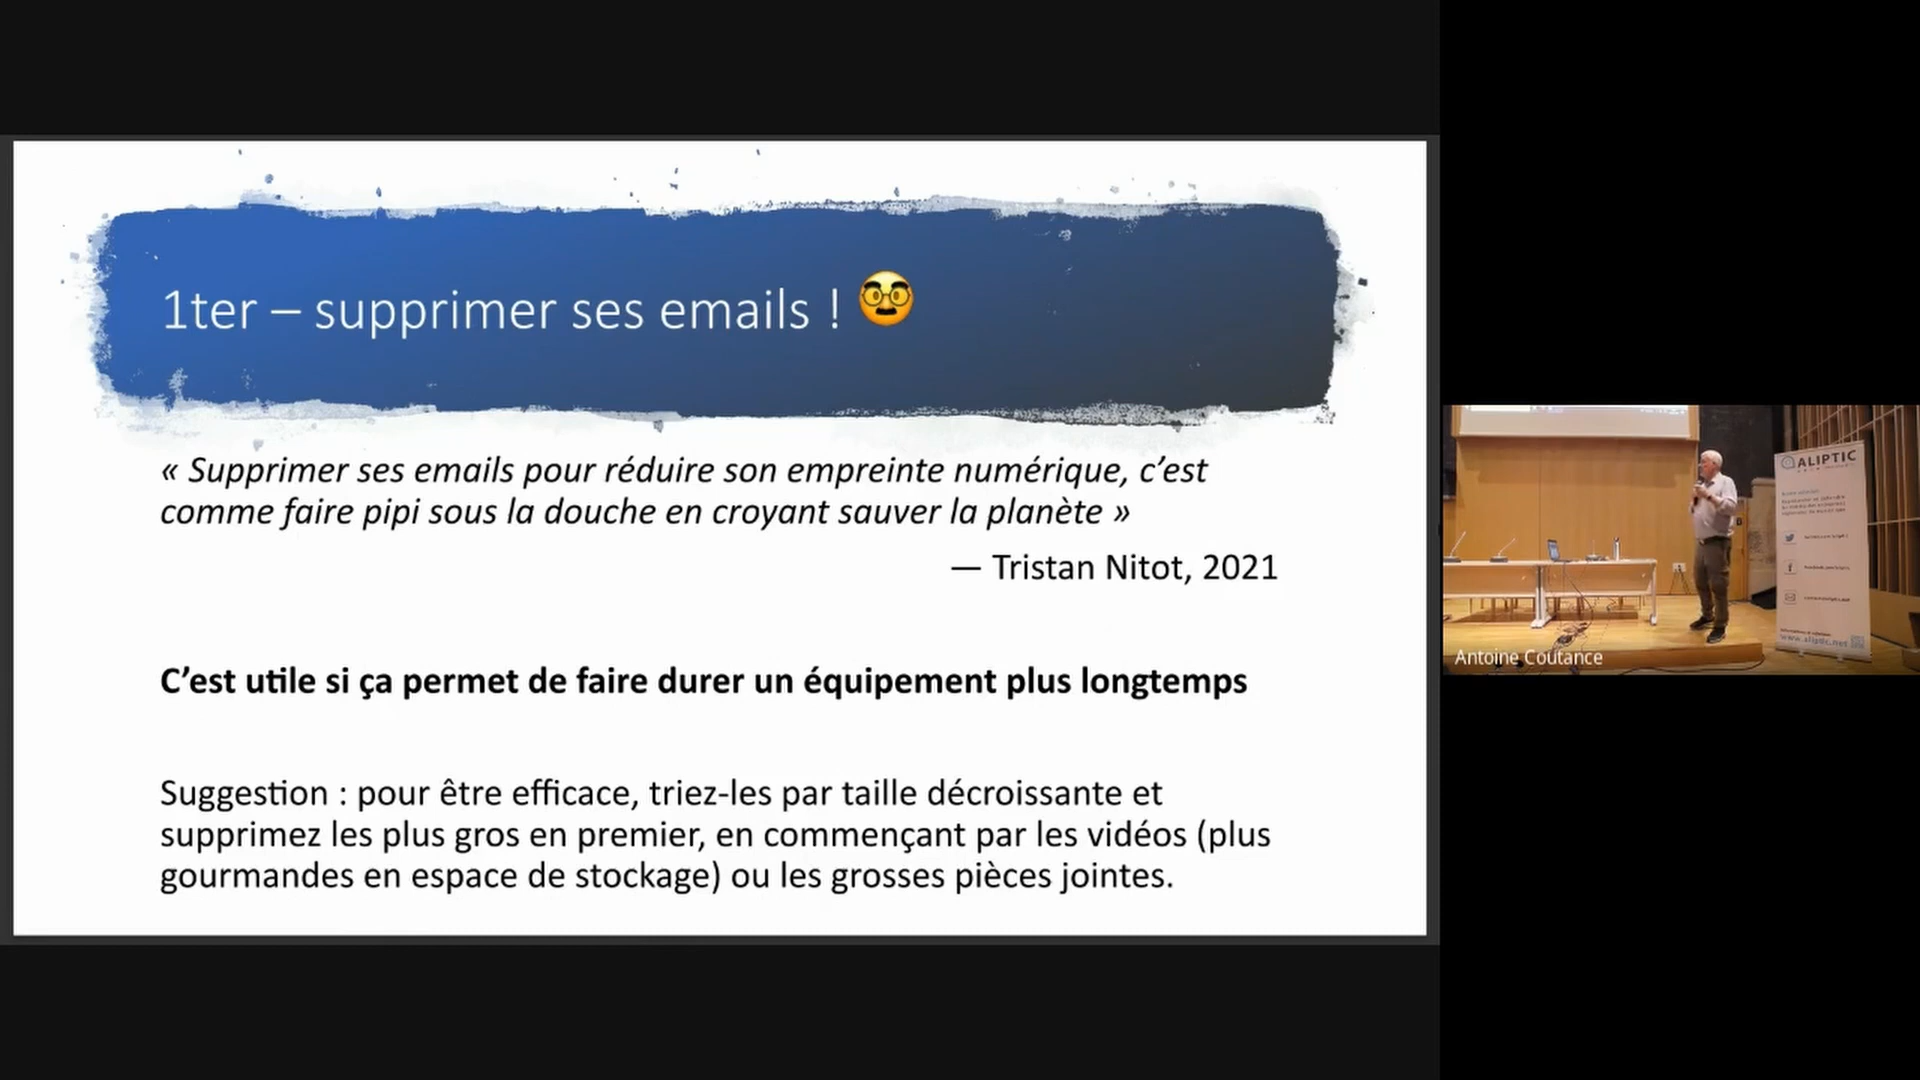 1ter – supprimer ses emails !
« Supprimer ses emails pour réduire son empreinte numérique, c’est
comme faire pipi sous la douche en croyant sauver la planète »
— Tristan Nitot, 2021
C’est utile si ça permet de faire durer un équipement plus longtemps
Suggestion : pour être efficace, triez-les par taille décroissante et
supprimez les plus gros en premier, en commençant par les vidéos (plus
gourmandes en espace de stockage) ou les grosses pièces jointes.
ALIPTIC
www.aliptic.net
Antoine Coutance